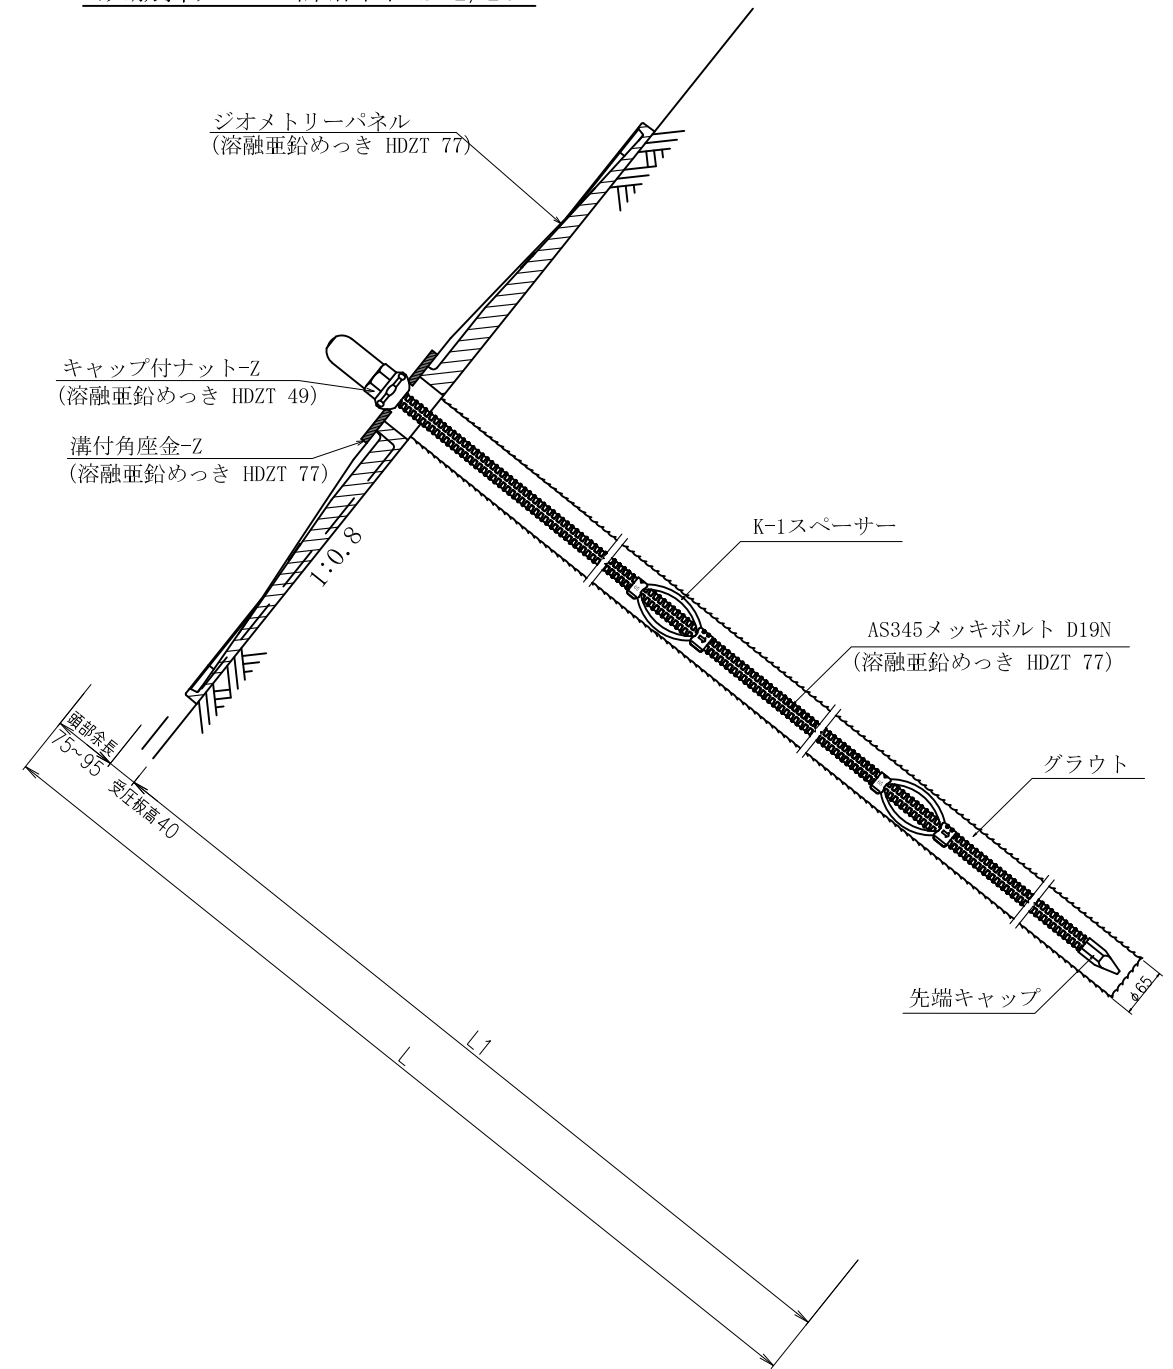 ジオメトリーパネル
(溶融亜鉛めっき HDZT 77)
キャップ付ナット-Z
(溶融亜鉛めっき HDZT 49)
溝付角座金-Z
(溶融亜鉛めっき HDZT 77)
1:0.8
K-1スペーサー
AS345メッキボルト D19N
(溶融亜鉛めっき HDZT 77)
グラウト
先端キャップ
φ65
頭部余長
75~95
受圧板高40
L1
L